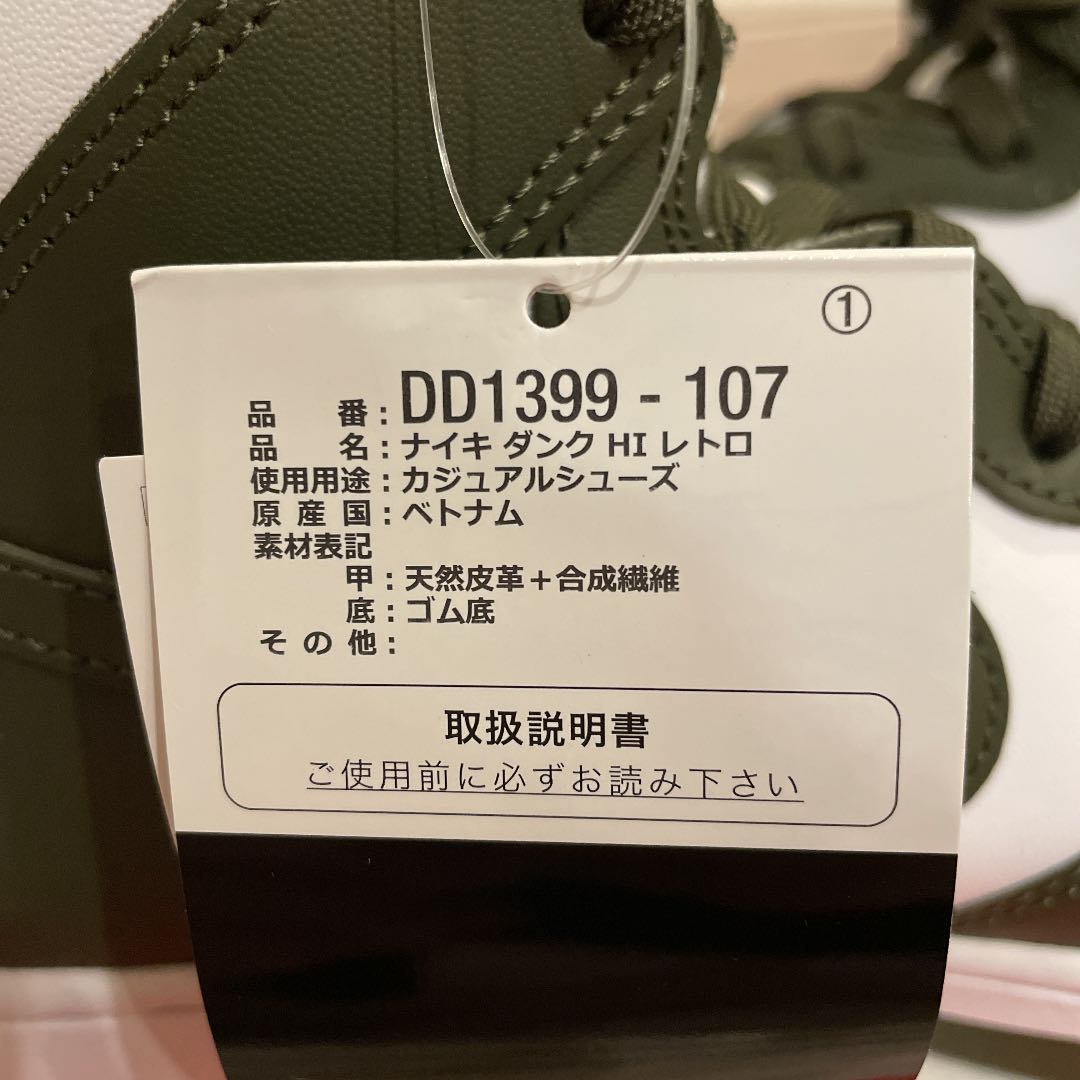 ①
品 番：DD1399 - 107
品 名：ナイキ ダンク HI レトロ
使用用途：カジュアルシューズ
原 産 国：ベトナム
素材表記
甲：天然皮革＋合成繊維
底：ゴム底
そ の 他：
取扱説明書
ご使用前に必ずお読み下さい